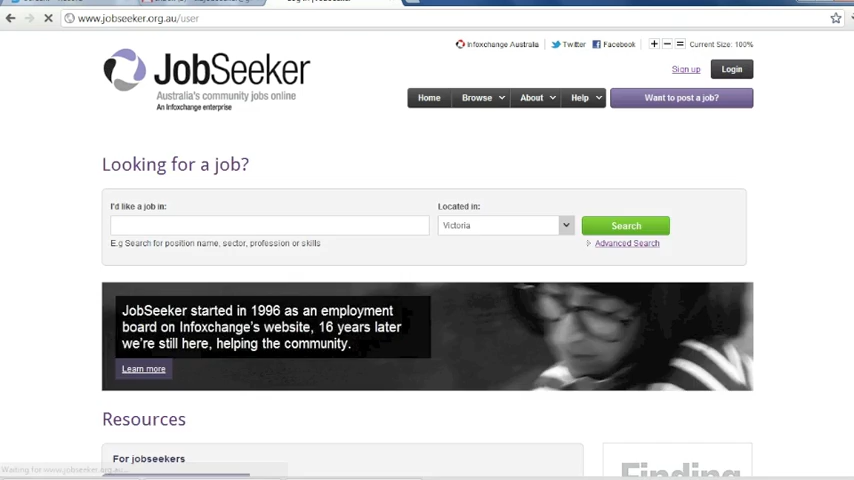 www.jobseeker.org.au/user
Infoxchange Australia Twitter Facebook + − = Current Size: 100%
JobSeeker
Australia's community jobs online
An Infoxchange enterprise
Sign up Login
Home Browse About Help Want to post a job?
Looking for a job?
I'd like a job in: Located in:
Victoria Search
E.g Search for position name, sector, profession or skills Advanced Search
JobSeeker started in 1996 as an employment
board on Infoxchange's website, 16 years later
we're still here, helping the community.
Learn more
Resources
For jobseekers
Finding
Waiting for www.jobseeker.org.au...